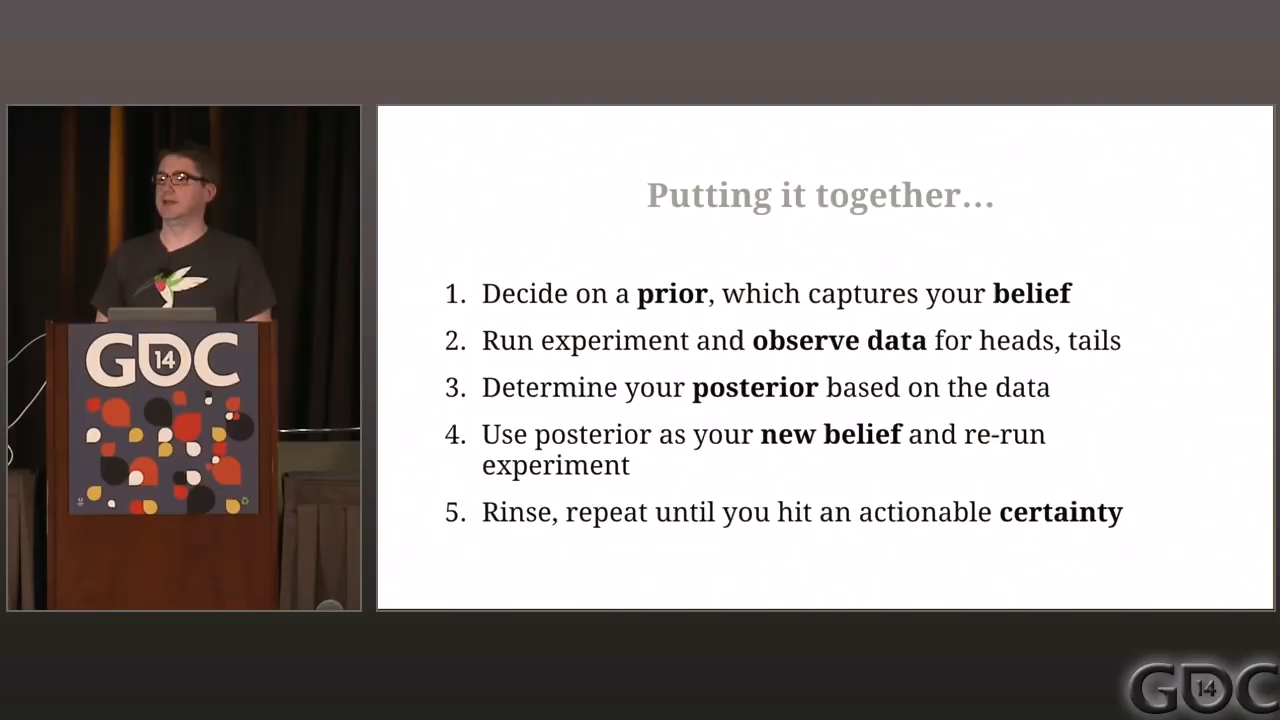 Putting it together…
1. Decide on a prior, which captures your belief
2. Run experiment and observe data for heads, tails
3. Determine your posterior based on the data
4. Use posterior as your new belief and re-run
experiment
5. Rinse, repeat until you hit an actionable certainty
GDC
14
GDC
14